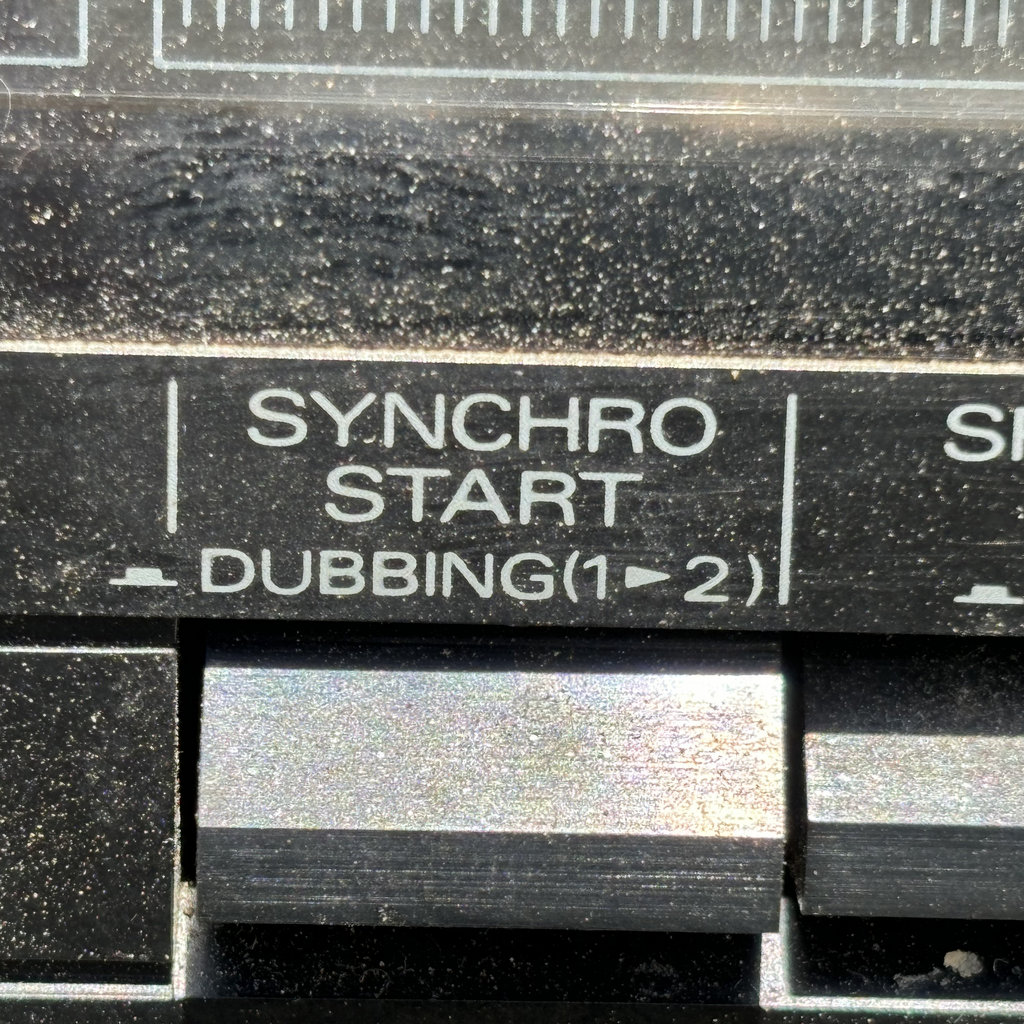 SYNCHRO
START
DUBBING(1►2)